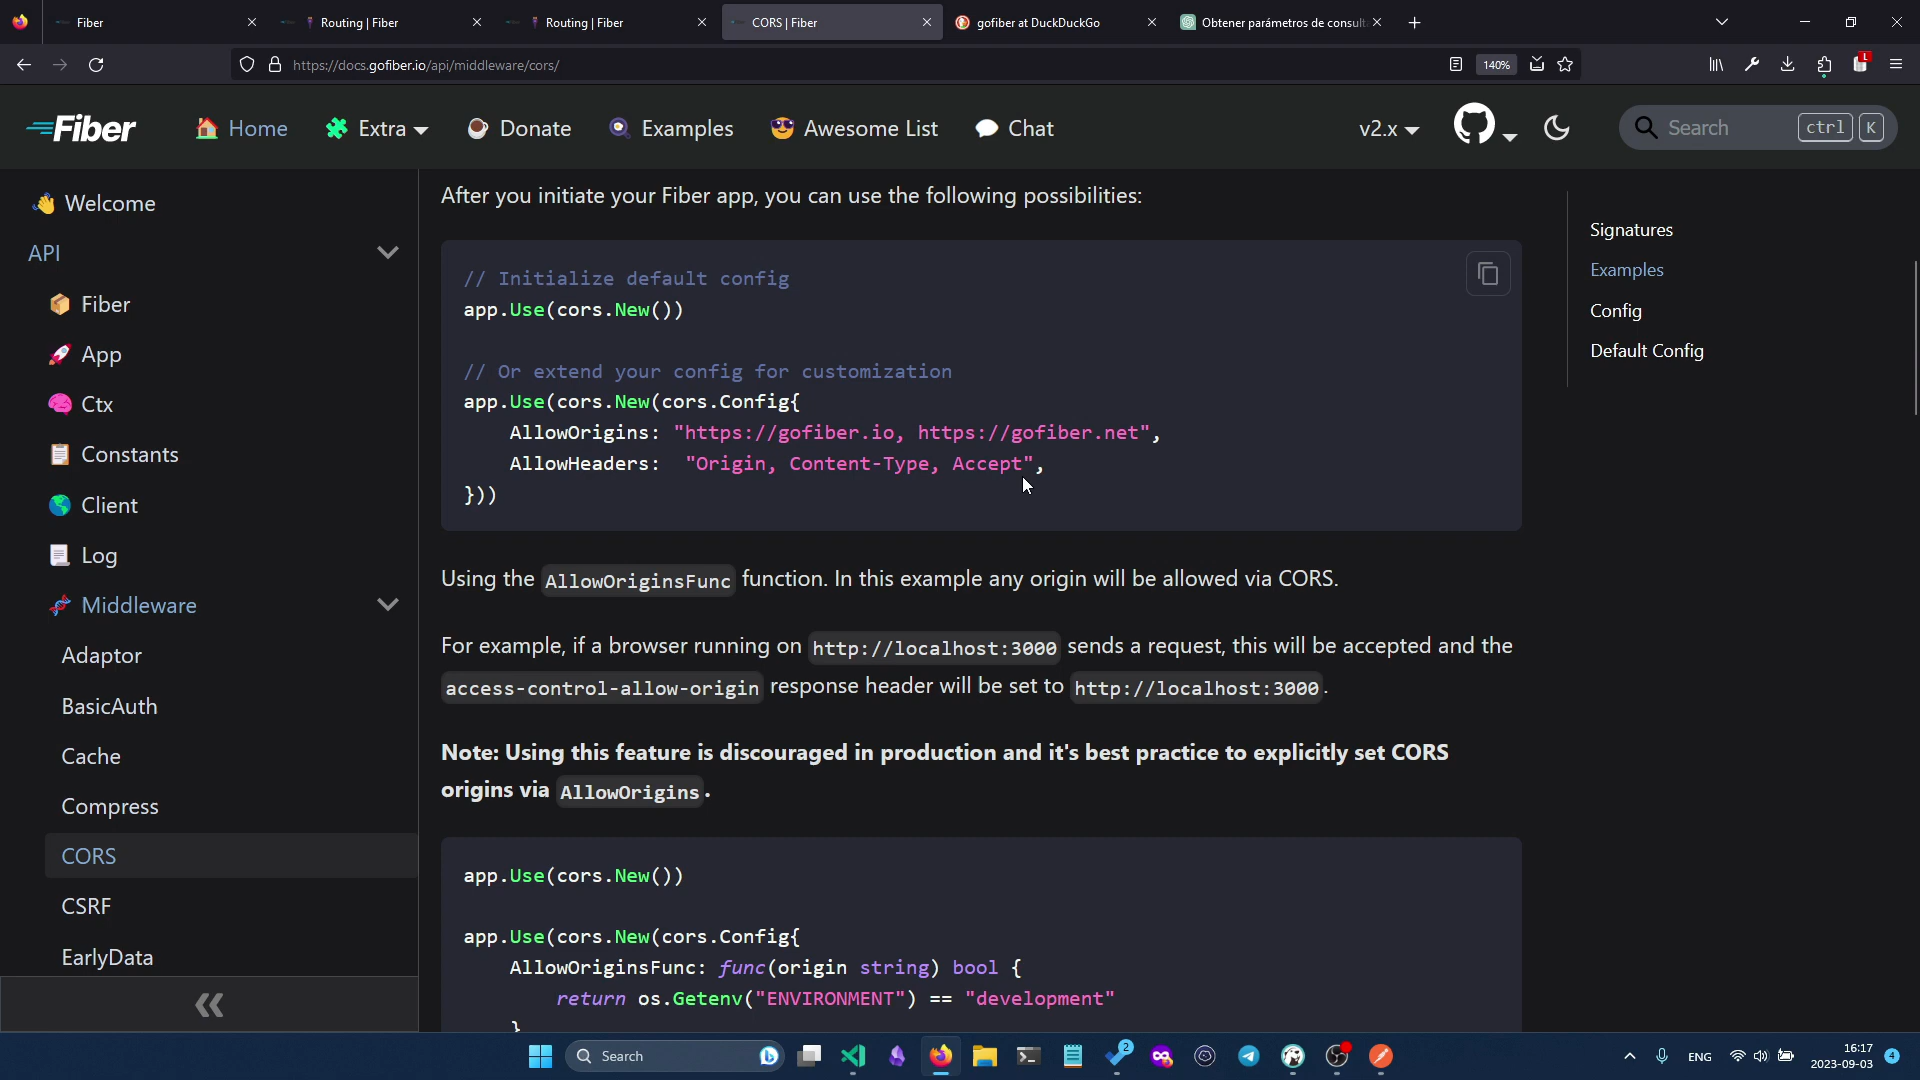 Fiber
Routing | Fiber
Routing | Fiber
CORS | Fiber
gofiber at DuckDuckGo
Obtener parámetros de consult
https://docs.gofiber.io/api/middleware/cors/
140%
Fiber
Home
Extra
Donate
Examples
Awesome List
Chat
v2.x
Search
ctrl
K
Welcome
API
Fiber
App
Ctx
Constants
Client
Log
Middleware
Adaptor
BasicAuth
Cache
Compress
CORS
CSRF
EarlyData
After you initiate your Fiber app, you can use the following possibilities:
// Initialize default config
app.Use(cors.New())
// Or extend your config for customization
app.Use(cors.New(cors.Config{
    AllowOrigins: "https://gofiber.io, https://gofiber.net",
    AllowHeaders:  "Origin, Content-Type, Accept",
}))
Using the AllowOriginsFunc function. In this example any origin will be allowed via CORS.
For example, if a browser running on http://localhost:3000 sends a request, this will be accepted and the
access-control-allow-origin response header will be set to http://localhost:3000.
Note: Using this feature is discouraged in production and it's best practice to explicitly set CORS
origins via AllowOrigins.
app.Use(cors.New())
app.Use(cors.New(cors.Config{
    AllowOriginsFunc: func(origin string) bool {
        return os.Getenv("ENVIRONMENT") == "development"
    }
Signatures
Examples
Config
Default Config
Search
2
ENG
16:17
2023-09-03
4